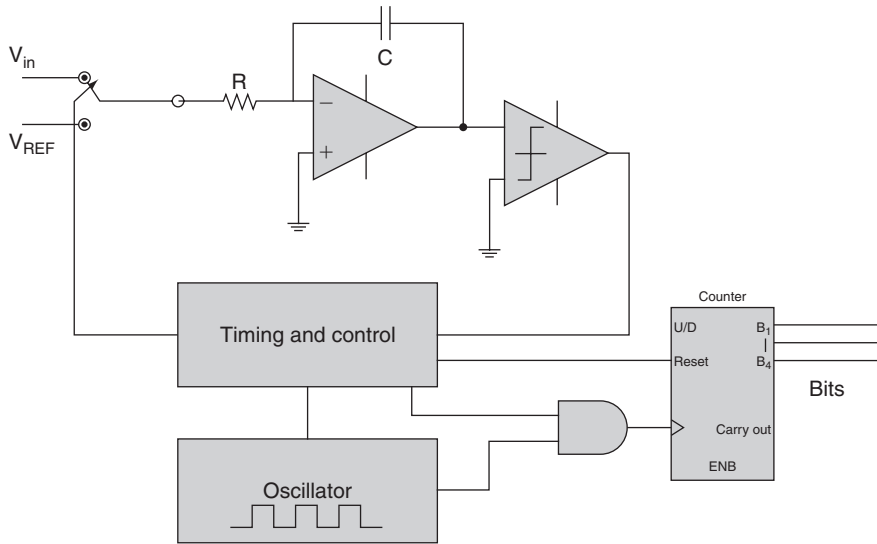 V_in
V_REF
R
C
Timing and control
Oscillator
Counter
U/D
B_1
Reset
B_4
Carry out
ENB
Bits